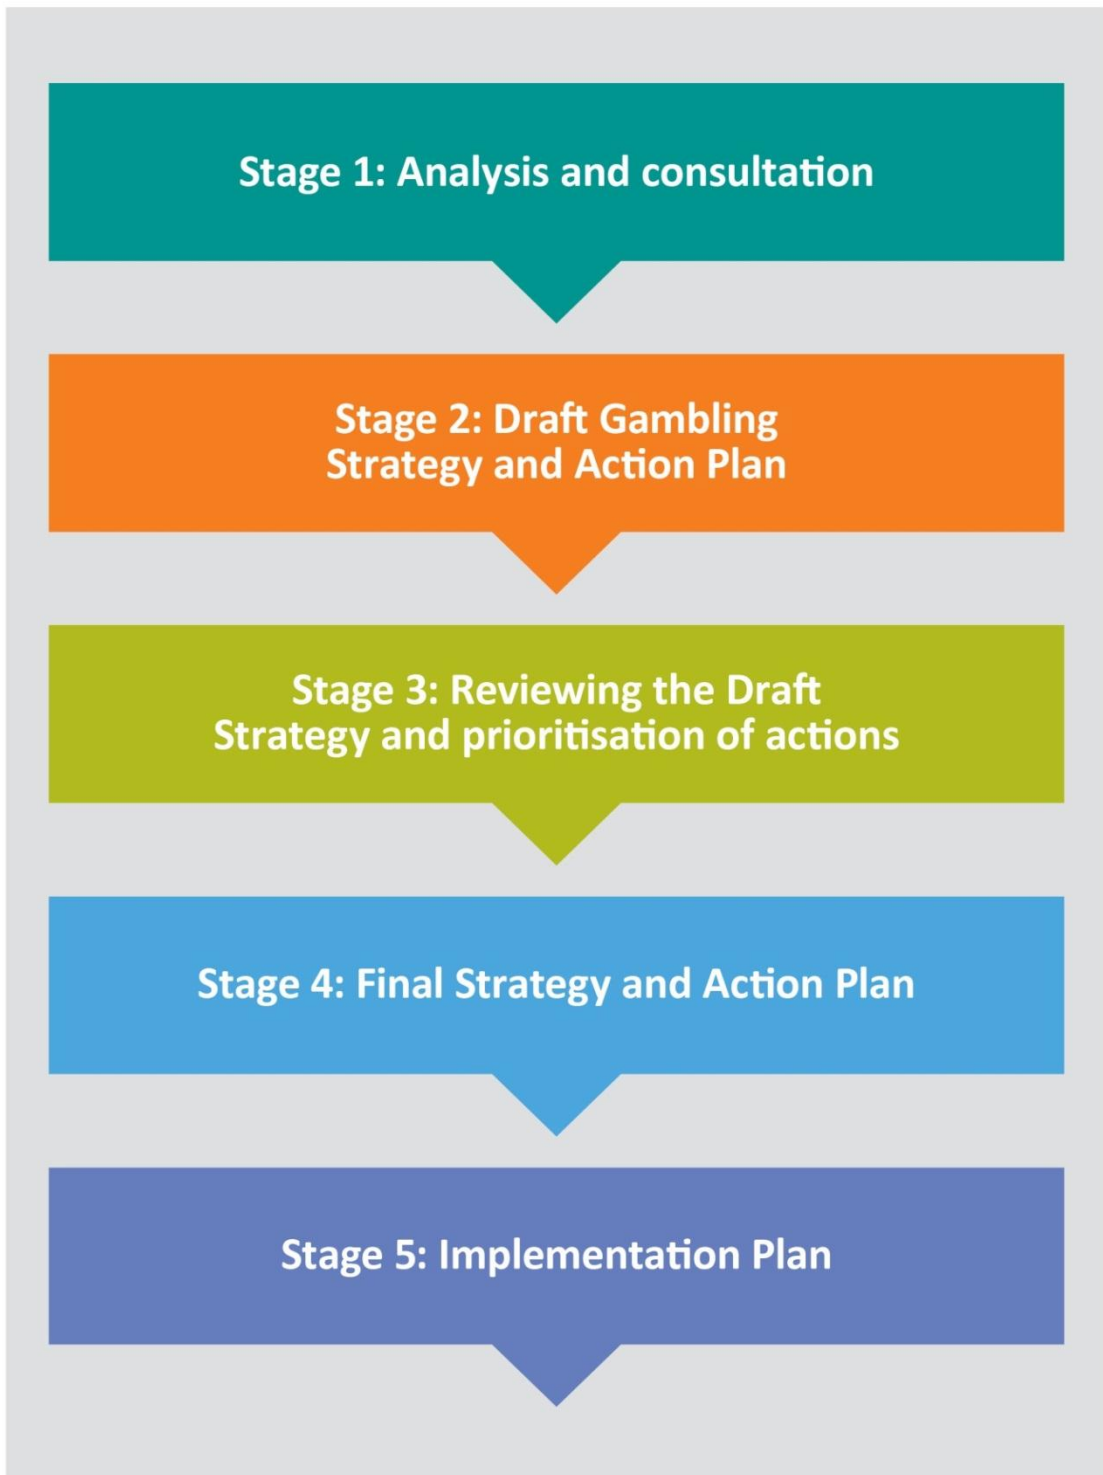 Stage 1: Analysis and consultation
Stage 2: Draft Gambling
Strategy and Action Plan
Stage 3: Reviewing the Draft
Strategy and prioritisation of actions
Stage 4: Final Strategy and Action Plan
Stage 5: Implementation Plan